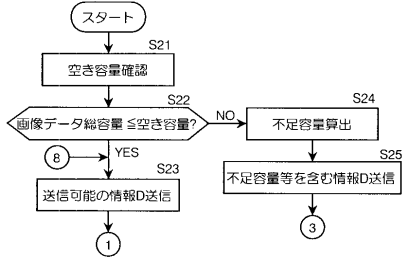 スタート
S21
空き容量確認
S22
画像データ総容量≦空き容量?
NO
S24
不足容量算出
8
YES
S23
送信可能の情報D送信
S25
不足容量等を含む情報D送信
1
3